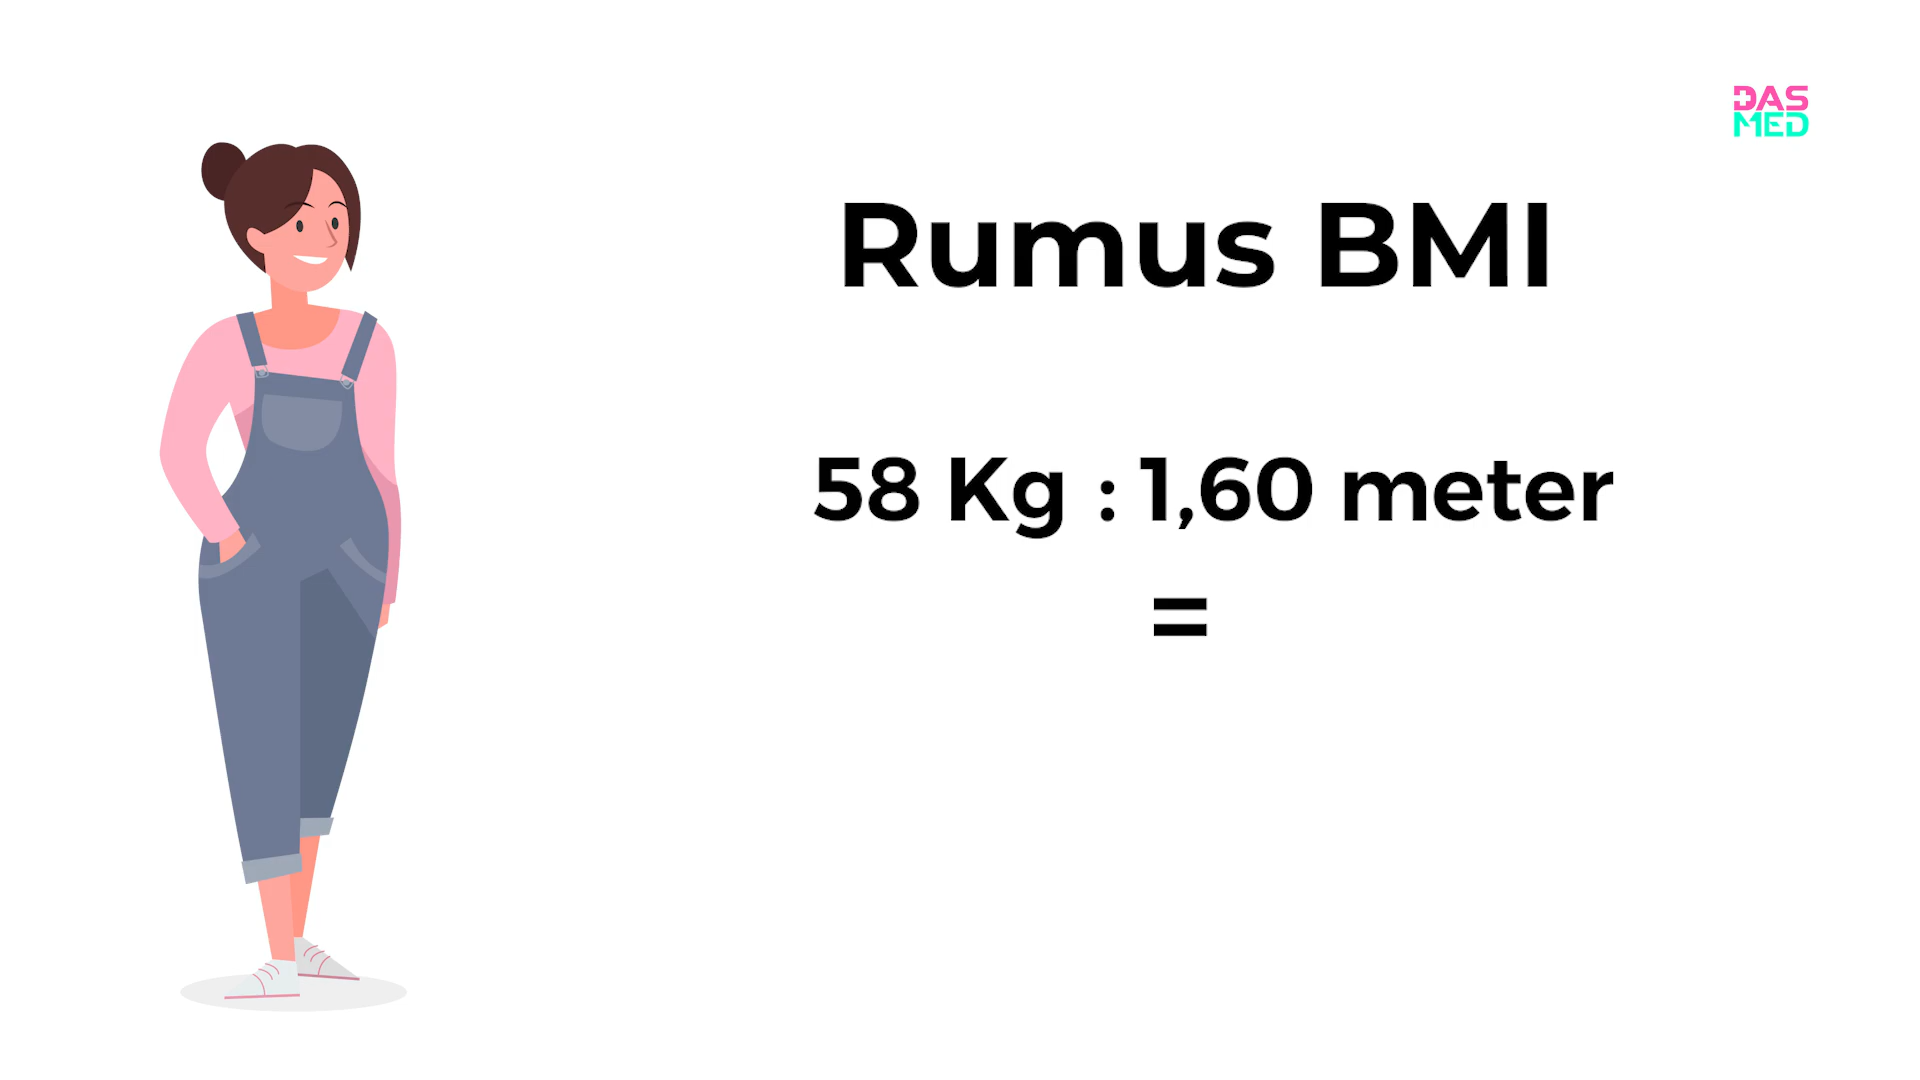 DAS
MED
Rumus BMI
58 Kg : 1,60 meter
=